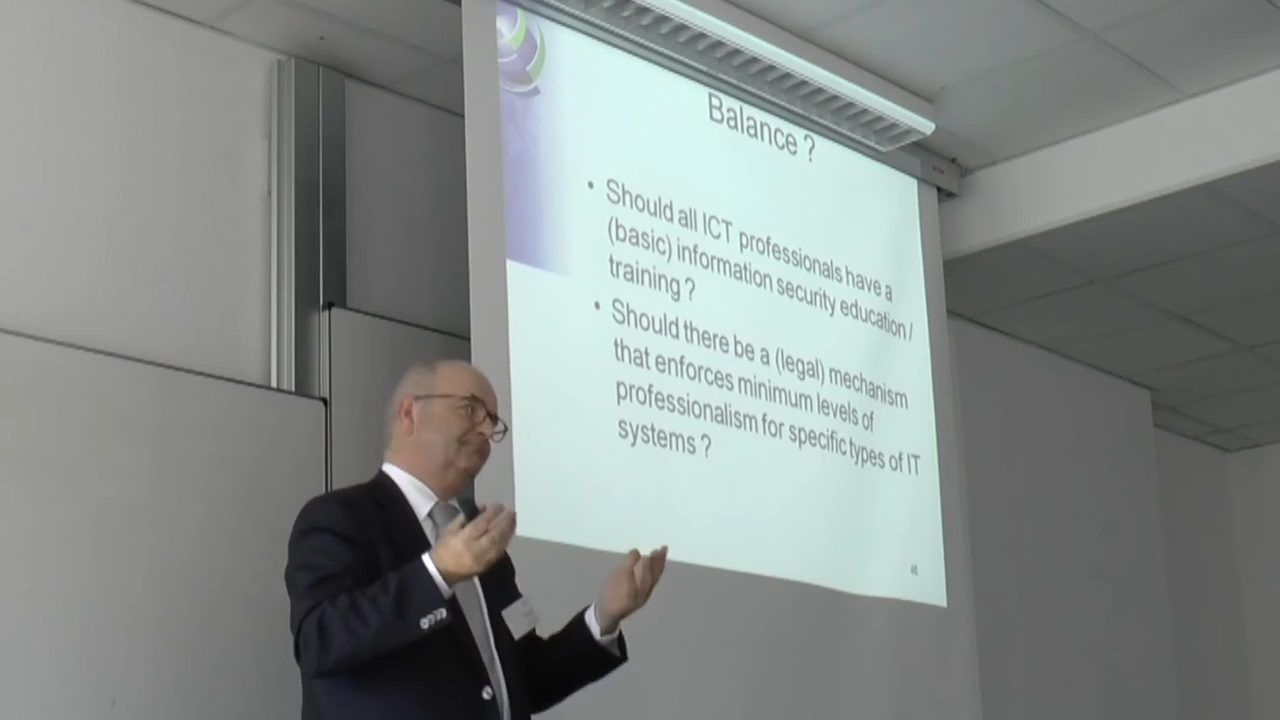 Balance ?
• Should all ICT professionals have a
(basic) information security education /
training ?
• Should there be a (legal) mechanism
that enforces minimum levels of
professionalism for specific types of IT
systems ?